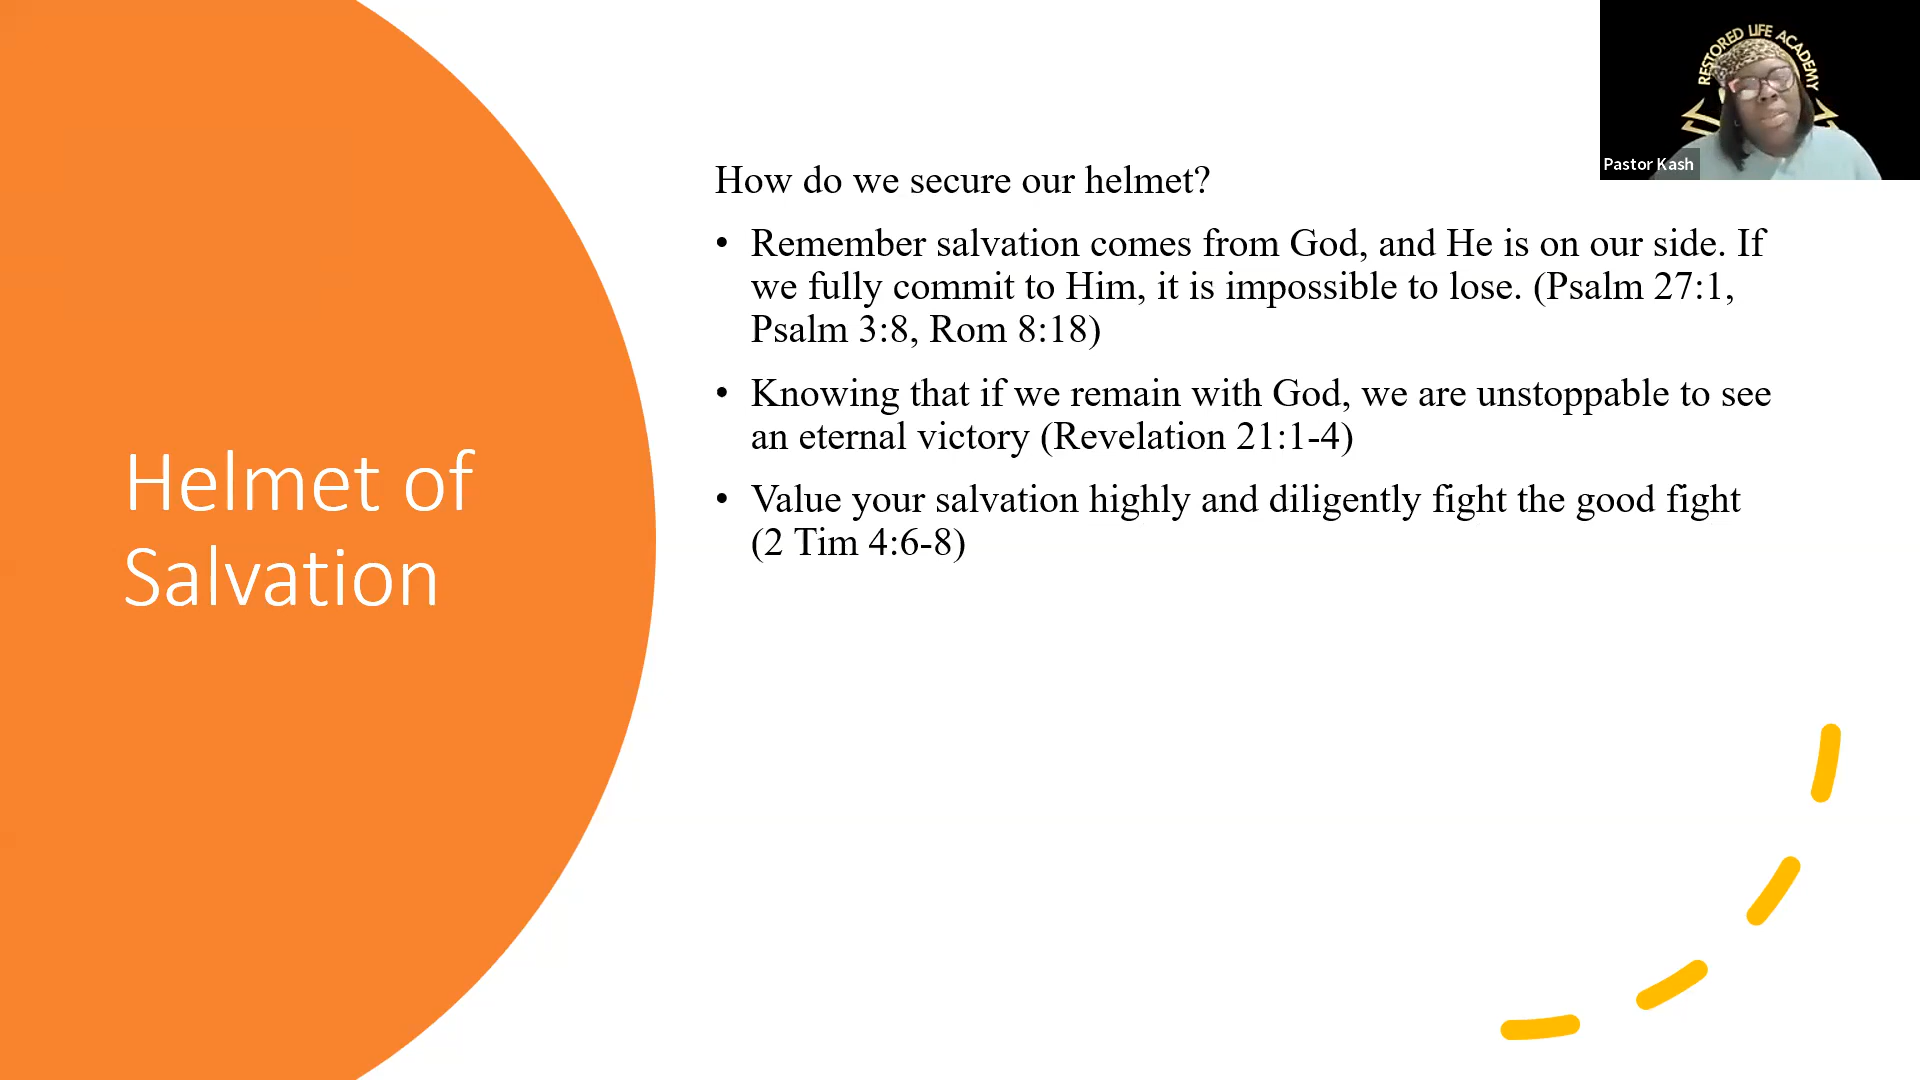 RESTORED LIFE ACADEMY
Pastor Kash
How do we secure our helmet?
• Remember salvation comes from God, and He is on our side. If
we fully commit to Him, it is impossible to lose. (Psalm 27:1,
Psalm 3:8, Rom 8:18)
• Knowing that if we remain with God, we are unstoppable to see
an eternal victory (Revelation 21:1-4)
• Value your salvation highly and diligently fight the good fight
(2 Tim 4:6-8)
Helmet of
Salvation